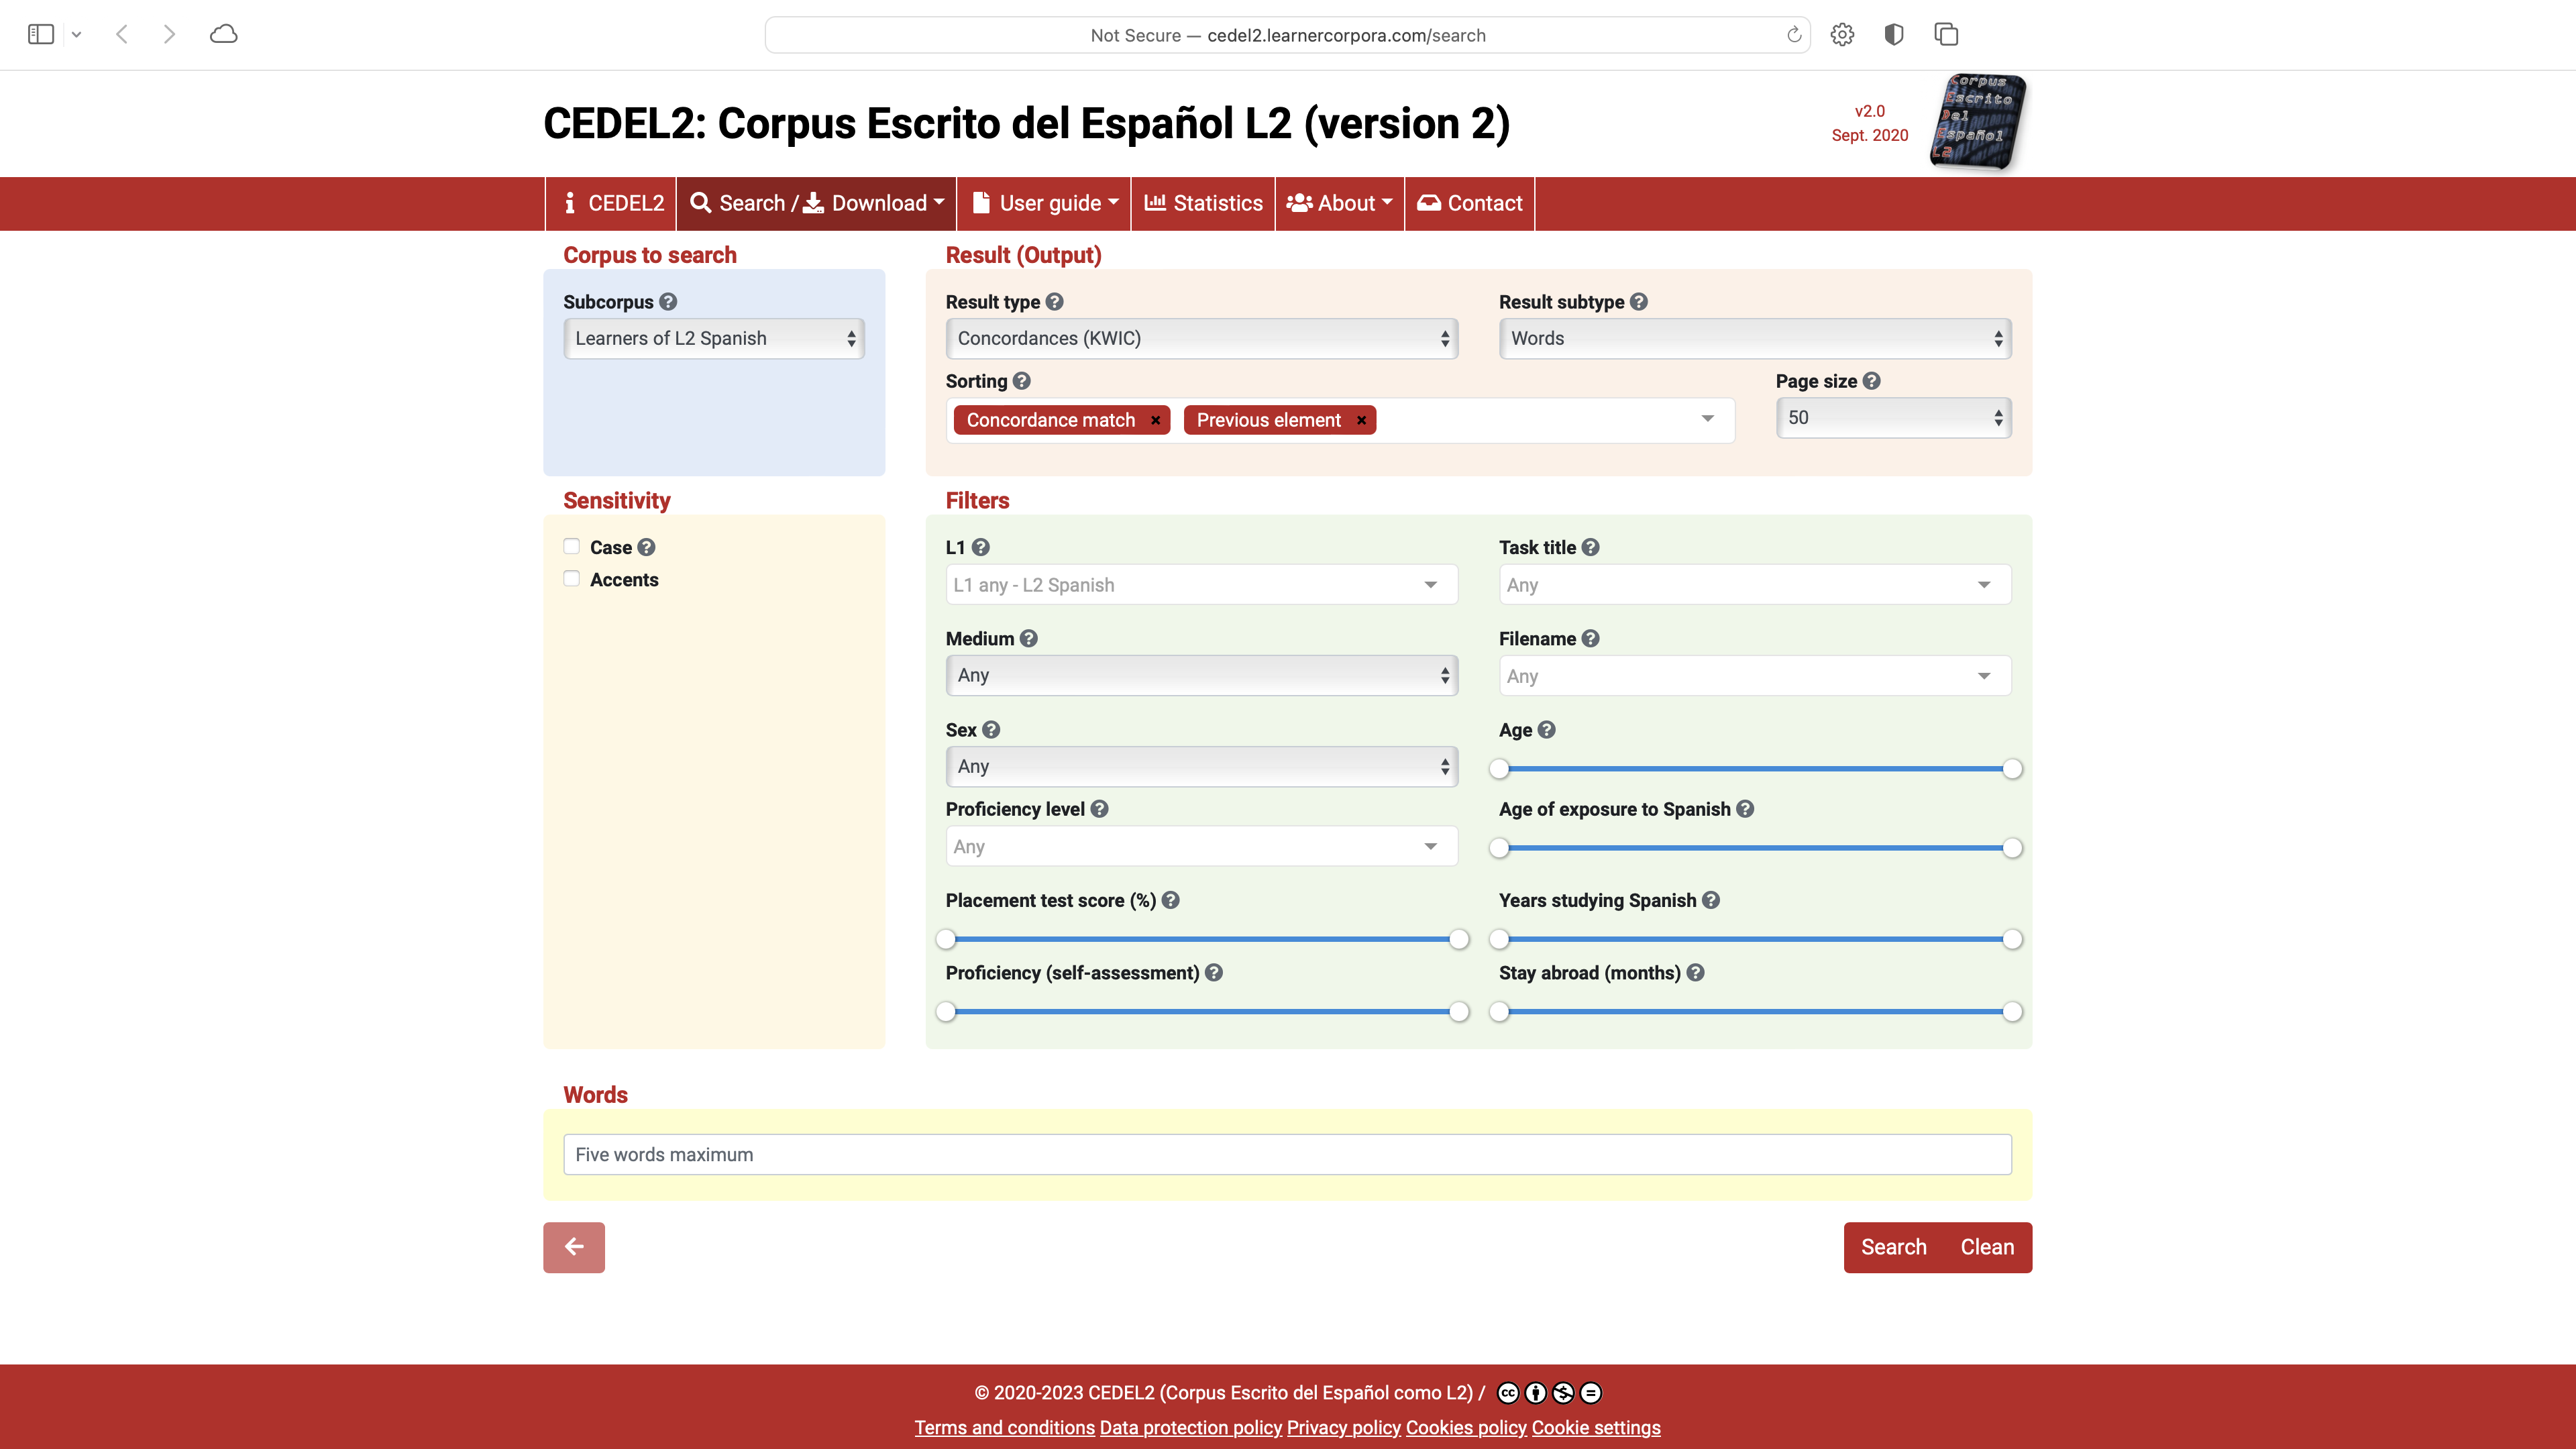 Not Secure — cedel2.learnercorpora.com/search
CEDEL2: Corpus Escrito del Español L2 (version 2)
v2.0
Sept. 2020
Corpus
Escrito
Del
Español
L2
CEDEL2
Search / Download
User guide
Statistics
About
Contact
Corpus to search
Result (Output)
Subcorpus
Result type
Result subtype
Learners of L2 Spanish
Concordances (KWIC)
Words
Sorting
Page size
Concordance match ×
Previous element ×
50
Sensitivity
Filters
Case
Accents
L1
Task title
L1 any - L2 Spanish
Any
Medium
Filename
Any
Any
Sex
Age
Any
Proficiency level
Age of exposure to Spanish
Any
Placement test score (%)
Years studying Spanish
Proficiency (self-assessment)
Stay abroad (months)
Words
Five words maximum
Search
Clean
© 2020-2023 CEDEL2 (Corpus Escrito del Español como L2) /
Terms and conditions Data protection policy Privacy policy Cookies policy Cookie settings